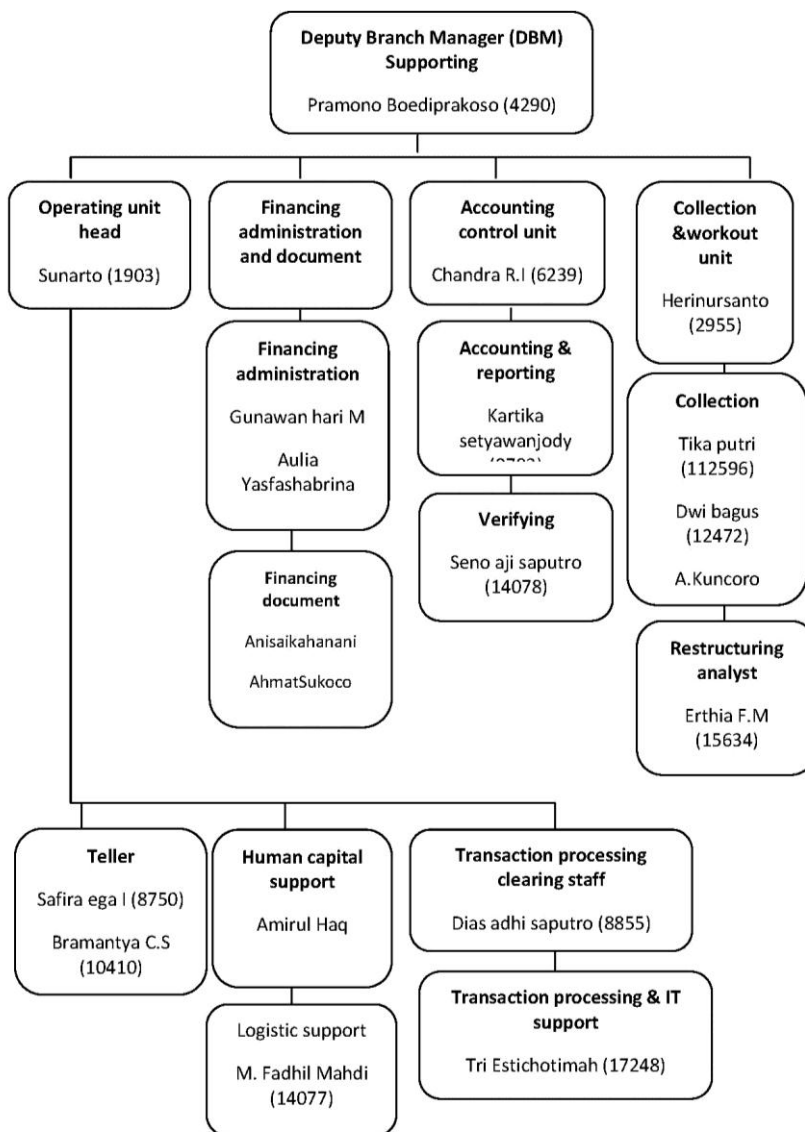 Deputy Branch Manager (DBM)
Supporting
Pramono Boediprakoso (4290)
Operating unit
head
Sunarto (1903)
Financing
administration
and document
Accounting
control unit
Chandra R.I (6239)
Collection
&workout
unit
Herinursanto
(2955)
Financing
administration
Gunawan hari M
Aulia
Yasfashabrina
Accounting &
reporting
Kartika
setyawanjody
Collection
Tika putri
(112596)
Dwi bagus
(12472)
A.Kuncoro
Verifying
Seno aji saputro
(14078)
Financing
document
Anisaikahanani
AhmatSukoco
Restructuring
analyst
Erthia F.M
(15634)
Teller
Safira ega I (8750)
Bramantya C.S
(10410)
Human capital
support
Amirul Haq
Transaction processing
clearing staff
Dias adhi saputro (8855)
Logistic support
M. Fadhil Mahdi
(14077)
Transaction processing & IT
support
Tri Estichotimah (17248)